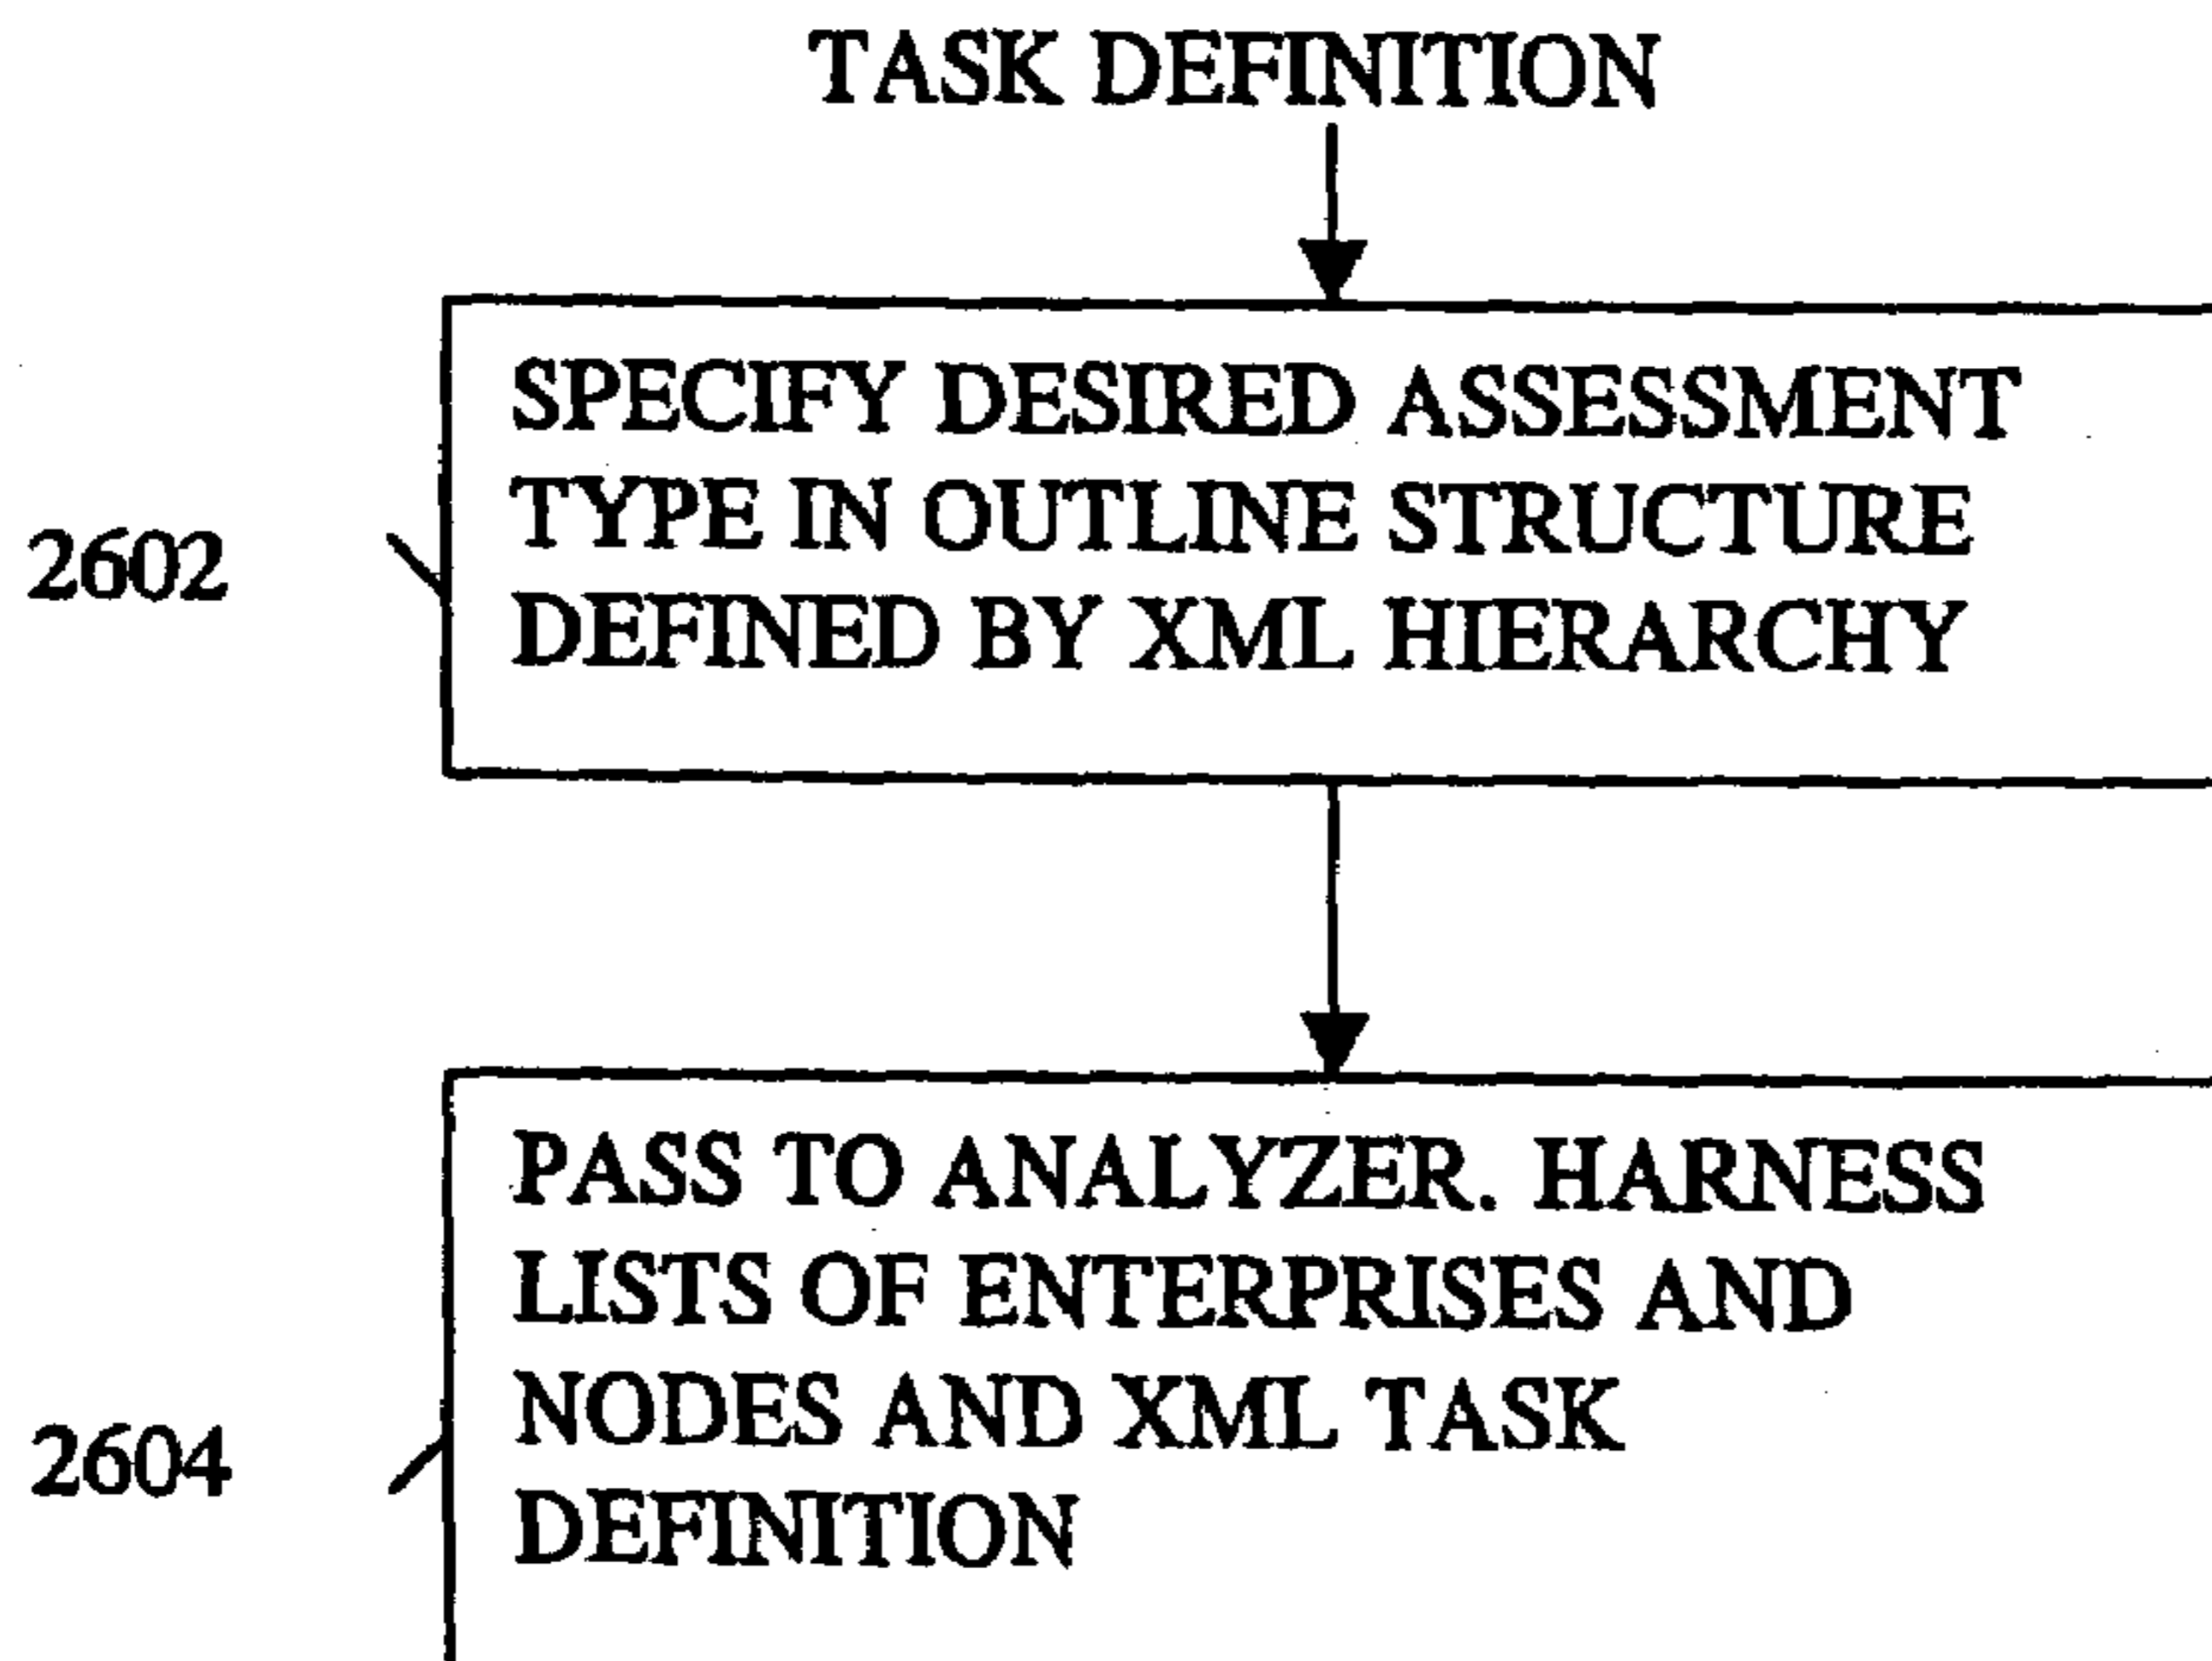 TASK DEFINITION
SPECIFY DESIRED ASSESSMENT
TYPE IN OUTLINE STRUCTURE
2602
DEFINED BY XML HIERARCHY
PASS TO ANALYZER. HARNESS
LISTS OF ENTERPRISES AND
NODES AND XML TASK
2604
DEFINITION